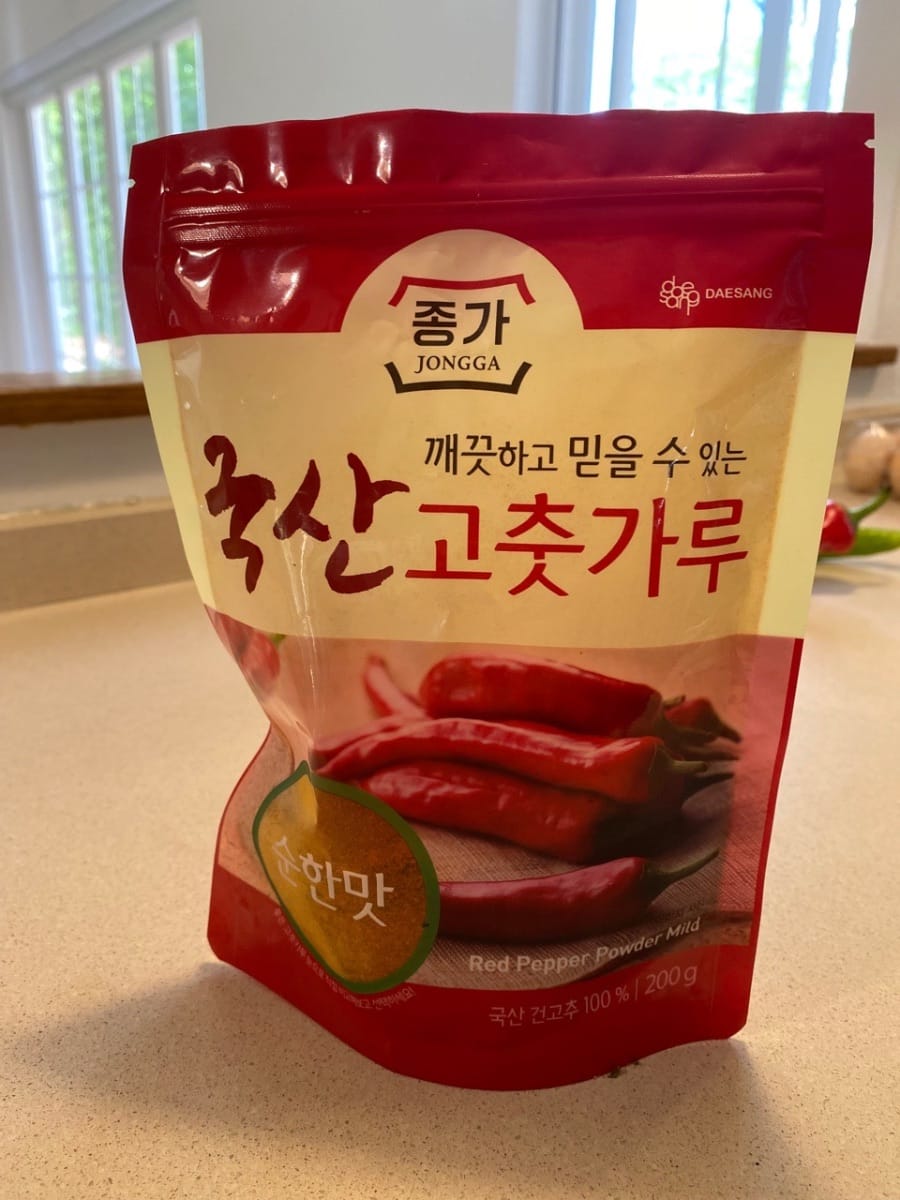 종가
JONGGA
DAESANG
깨끗하고 믿을 수 있는
국산 고춧가루
순한맛
Red Pepper Powder Mild
국산 건고추 100 % | 200 g